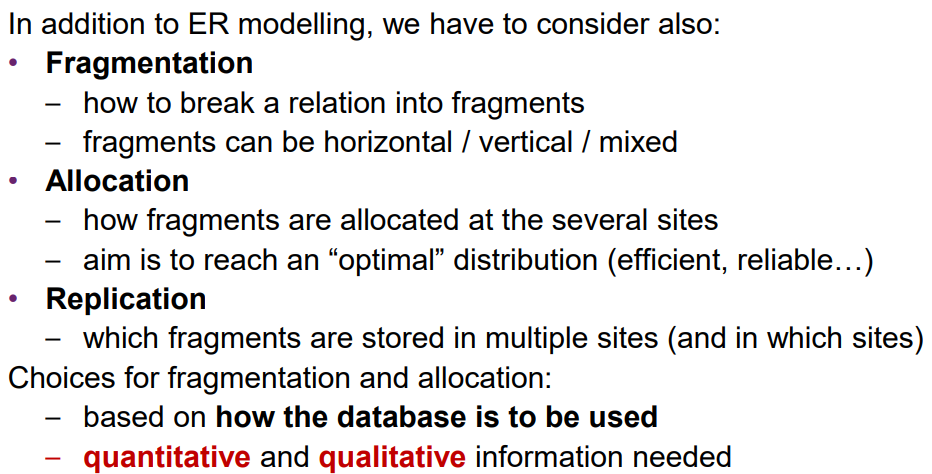 In addition to ER modelling, we have to consider also:
• Fragmentation
– how to break a relation into fragments
– fragments can be horizontal / vertical / mixed
• Allocation
– how fragments are allocated at the several sites
– aim is to reach an “optimal” distribution (efficient, reliable…)
• Replication
– which fragments are stored in multiple sites (and in which sites)
Choices for fragmentation and allocation:
– based on how the database is to be used
– quantitative and qualitative information needed